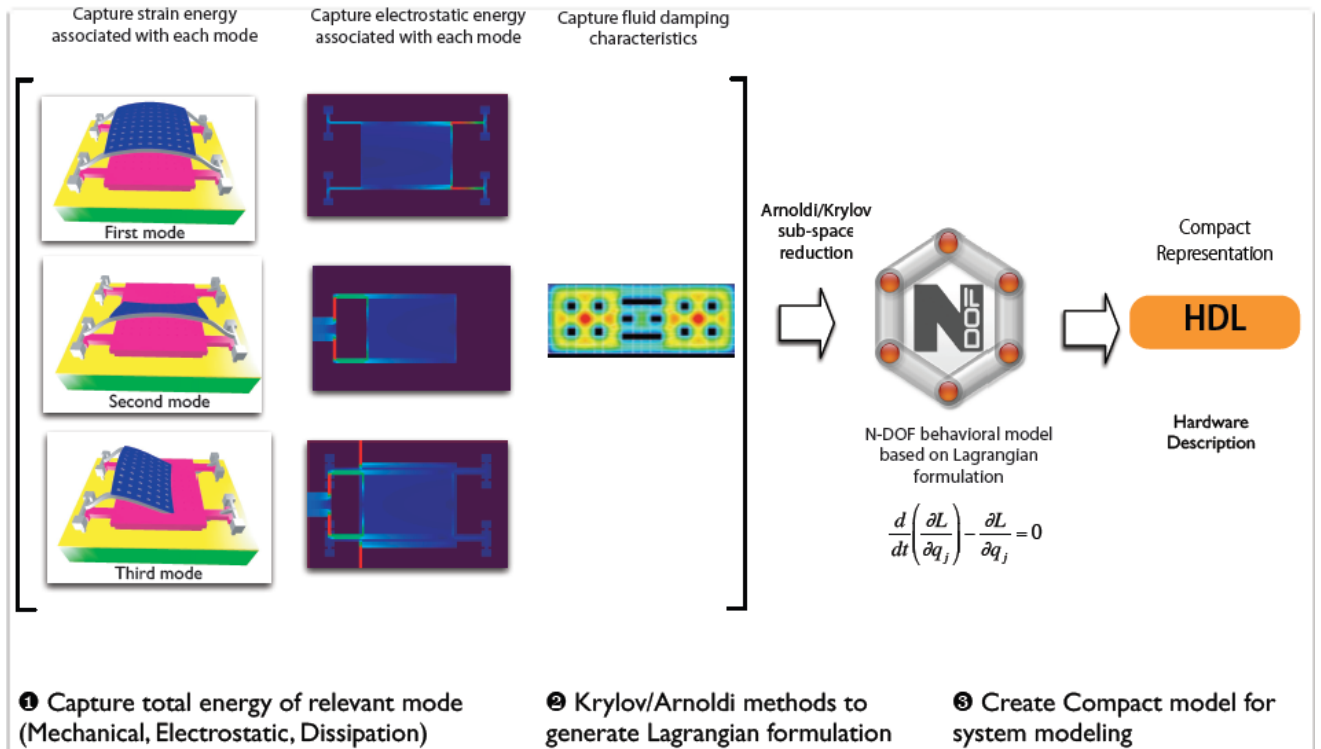 Capture strain energy
associated with each mode
Capture electrostatic energy
associated with each mode
Capture fluid damping
characteristics
First mode
Second mode
Third mode
Arnoldi/Krylov
sub-space
reduction
NDOF
N-DOF behavioral model
based on Lagrangian
formulation
d/dt(∂L/∂q_j) − ∂L/∂q_j = 0
Compact
Representation
HDL
Hardware
Description
❶ Capture total energy of relevant mode
(Mechanical, Electrostatic, Dissipation)
❷ Krylov/Arnoldi methods to
generate Lagrangian formulation
❸ Create Compact model for
system modeling